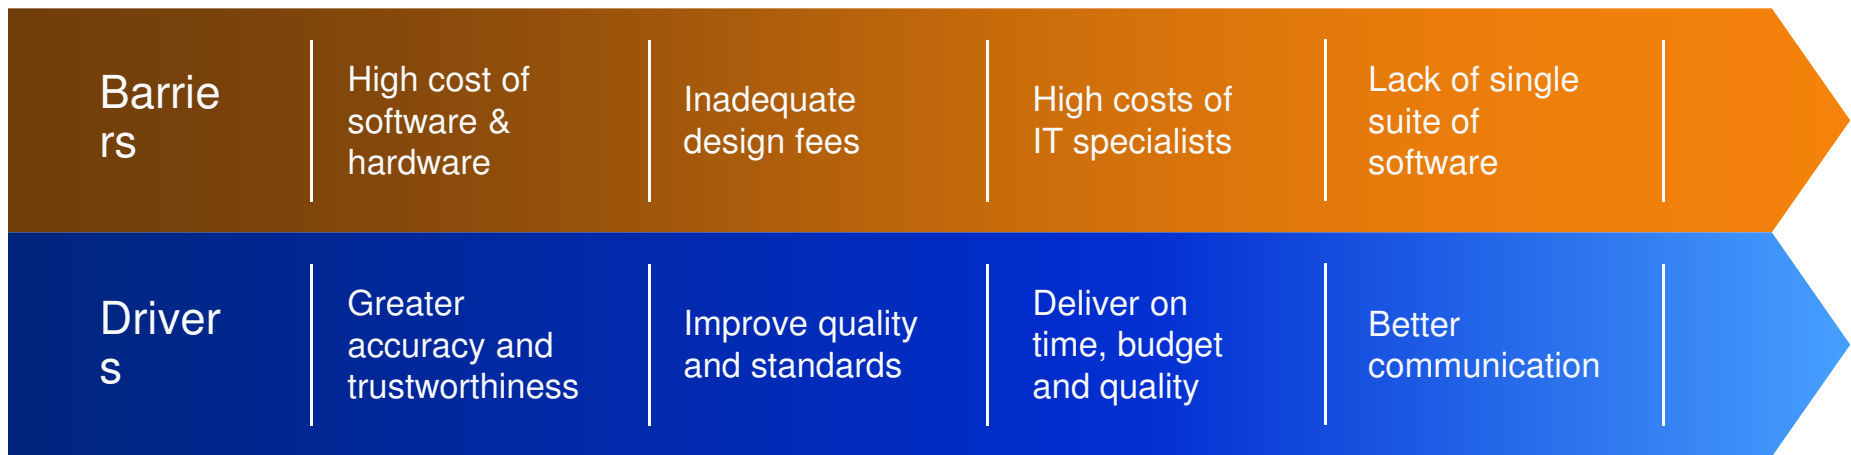 Barrie
rs
High cost of
software &
hardware
Inadequate
design fees
High costs of
IT specialists
Lack of single
suite of
software
Driver
s
Greater
accuracy and
trustworthiness
Improve quality
and standards
Deliver on
time, budget
and quality
Better
communication